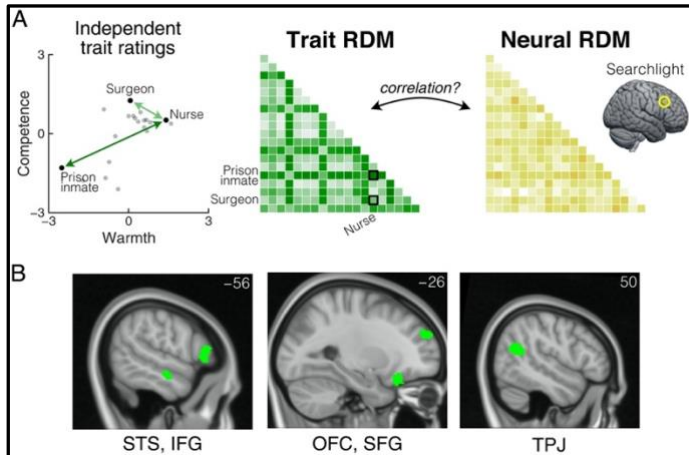 A
Independent
trait ratings
Trait RDM
Neural RDM
3
Surgeon
Nurse
0
Competence
Prison
inmate
−3
−3
0
3
Warmth
correlation?
Searchlight
Prison
inmate
Surgeon
Nurse
B
−56
−26
50
STS, IFG
OFC, SFG
TPJ